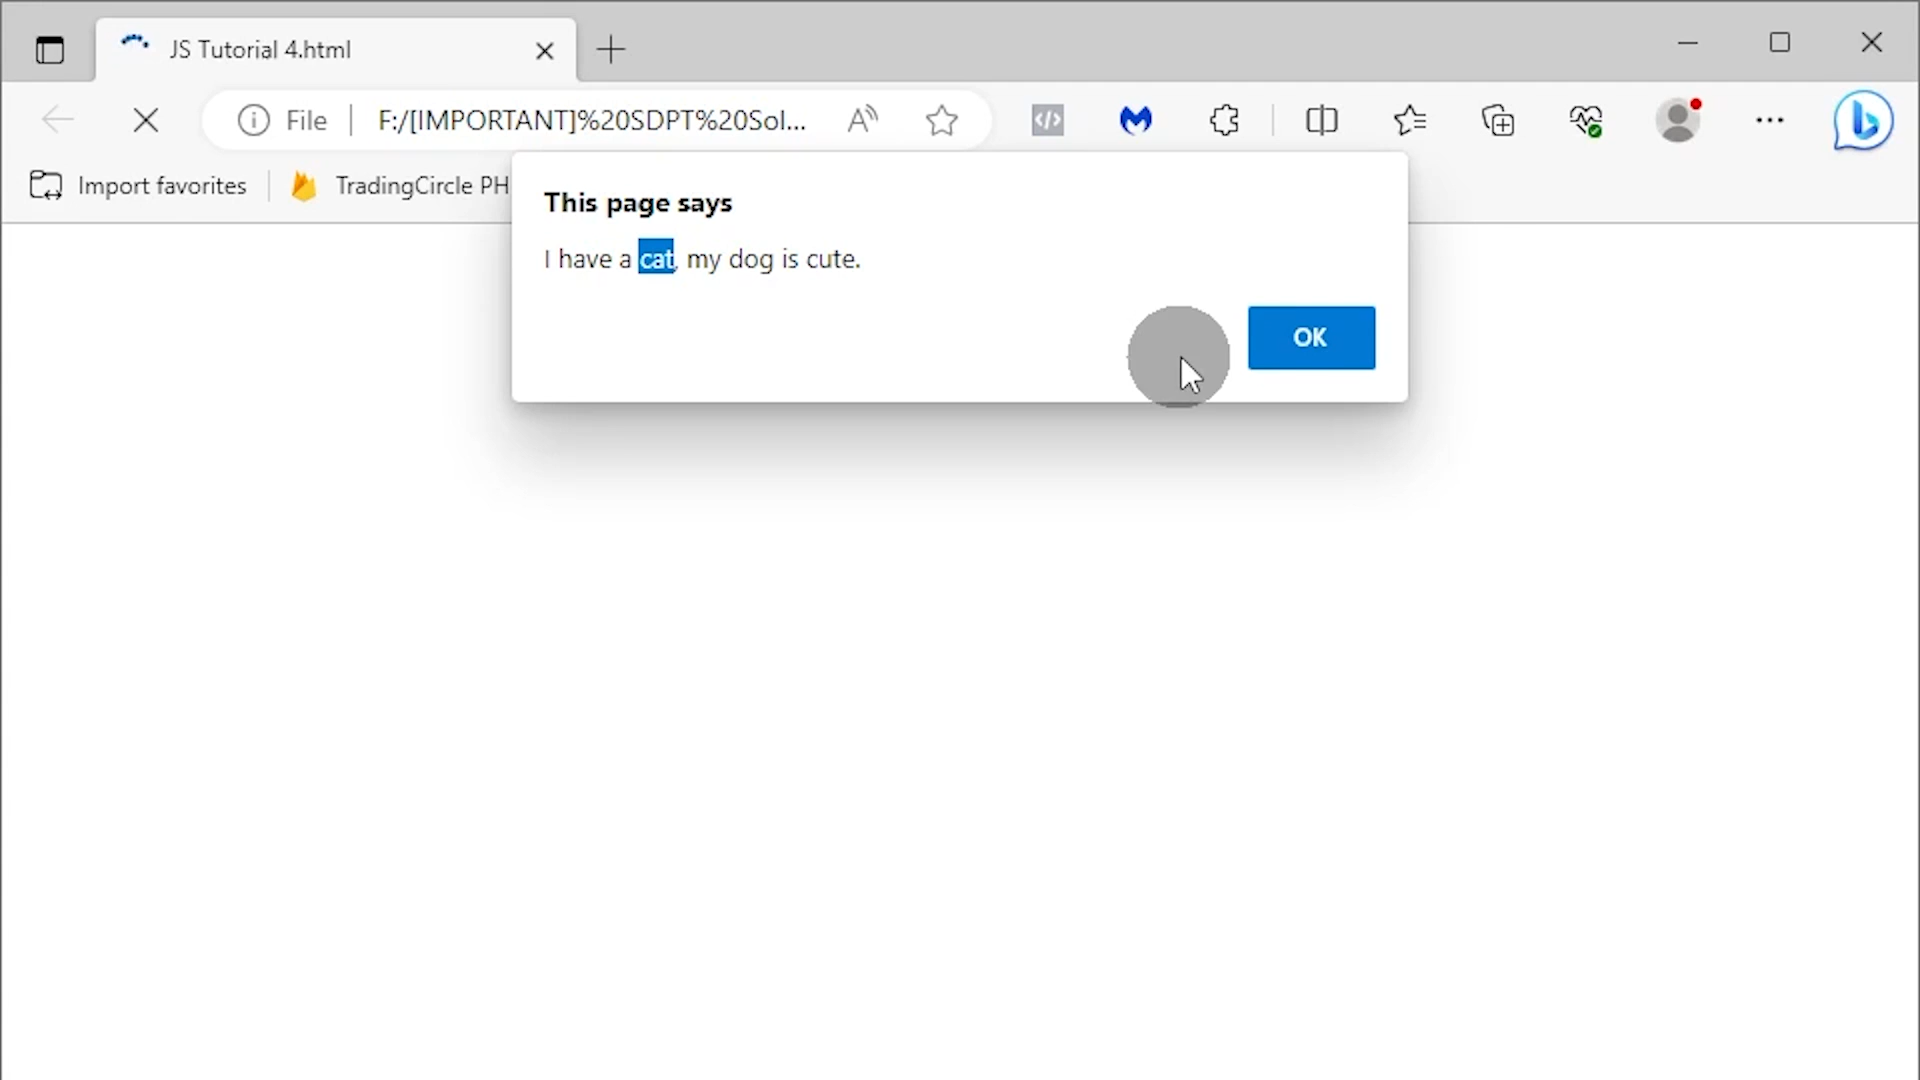 JS Tutorial 4.html
File
F:/[IMPORTANT]%20SDPT%20Sol...
Import favorites
TradingCircle PH
This page says
I have a cat, my dog is cute.
OK